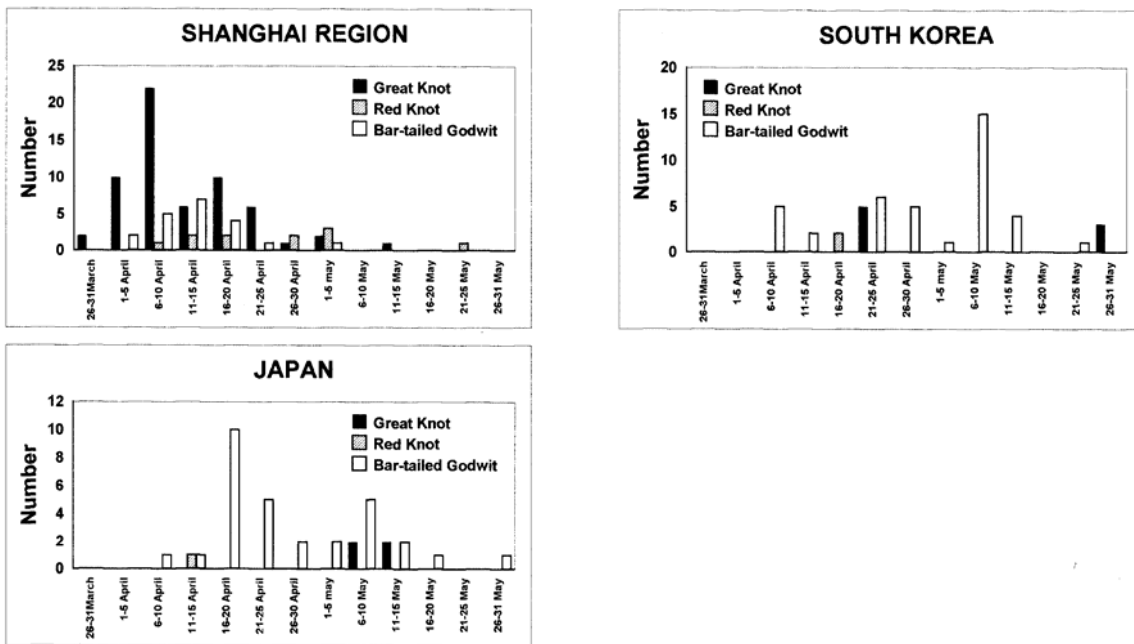 SHANGHAI REGION
25
20
15
10
5
0
Number
Great Knot
Red Knot
Bar-tailed Godwit
26-31March
1-5 April
6-10 April
11-15 April
16-20 April
21-25 April
26-30 April
1-5 may
6-10 May
11-15 May
16-20 May
21-25 May
26-31 May
SOUTH KOREA
20
15
10
5
0
Number
Great Knot
Red Knot
Bar-tailed Godwit
26-31March
1-5 April
6-10 April
11-15 April
16-20 April
21-25 April
26-30 April
1-5 may
6-10 May
11-15 May
16-20 May
21-25 May
26-31 May
JAPAN
12
10
8
6
4
2
0
Number
Great Knot
Red Knot
Bar-tailed Godwit
26-31March
1-5 April
6-10 April
11-15 April
16-20 April
21-25 April
26-30 April
1-5 may
6-10 May
11-15 May
16-20 May
21-25 May
26-31 May